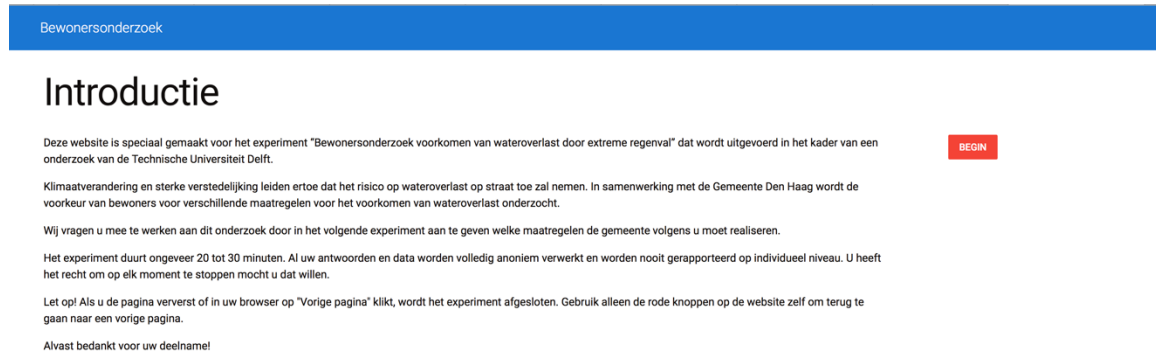 Bewonersonderzoek
Introductie
Deze website is speciaal gemaakt voor het experiment "Bewonersonderzoek voorkomen van wateroverlast door extreme regenval" dat wordt uitgevoerd in het kader van een
onderzoek van de Technische Universiteit Delft.
BEGIN
Klimaatverandering en sterke verstedelijking leiden ertoe dat het risico op wateroverlast op straat toe zal nemen. In samenwerking met de Gemeente Den Haag wordt de
voorkeur van bewoners voor verschillende maatregelen voor het voorkomen van wateroverlast onderzocht.
Wij vragen u mee te werken aan dit onderzoek door in het volgende experiment aan te geven welke maatregelen de gemeente volgens u moet realiseren.
Het experiment duurt ongeveer 20 tot 30 minuten. Al uw antwoorden en data worden volledig anoniem verwerkt en worden nooit gerapporteerd op individueel niveau. U heeft
het recht om op elk moment te stoppen mocht u dat willen.
Let op! Als u de pagina ververst of in uw browser op "Vorige pagina" klikt, wordt het experiment afgesloten. Gebruik alleen de rode knoppen op de website zelf om terug te
gaan naar een vorige pagina.
Alvast bedankt voor uw deelname!